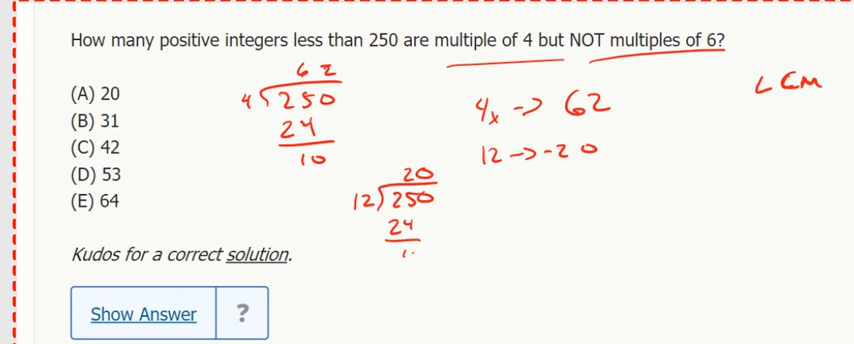 How many positive integers less than 250 are multiple of 4 but NOT multiples of 6?
(A) 20
(B) 31
(C) 42
(D) 53
(E) 64
Kudos for a correct solution.
Show Answer
?
62
4 250
24
10
20
12) 250
24
1
4x -> 62
12 -> -20
LCM